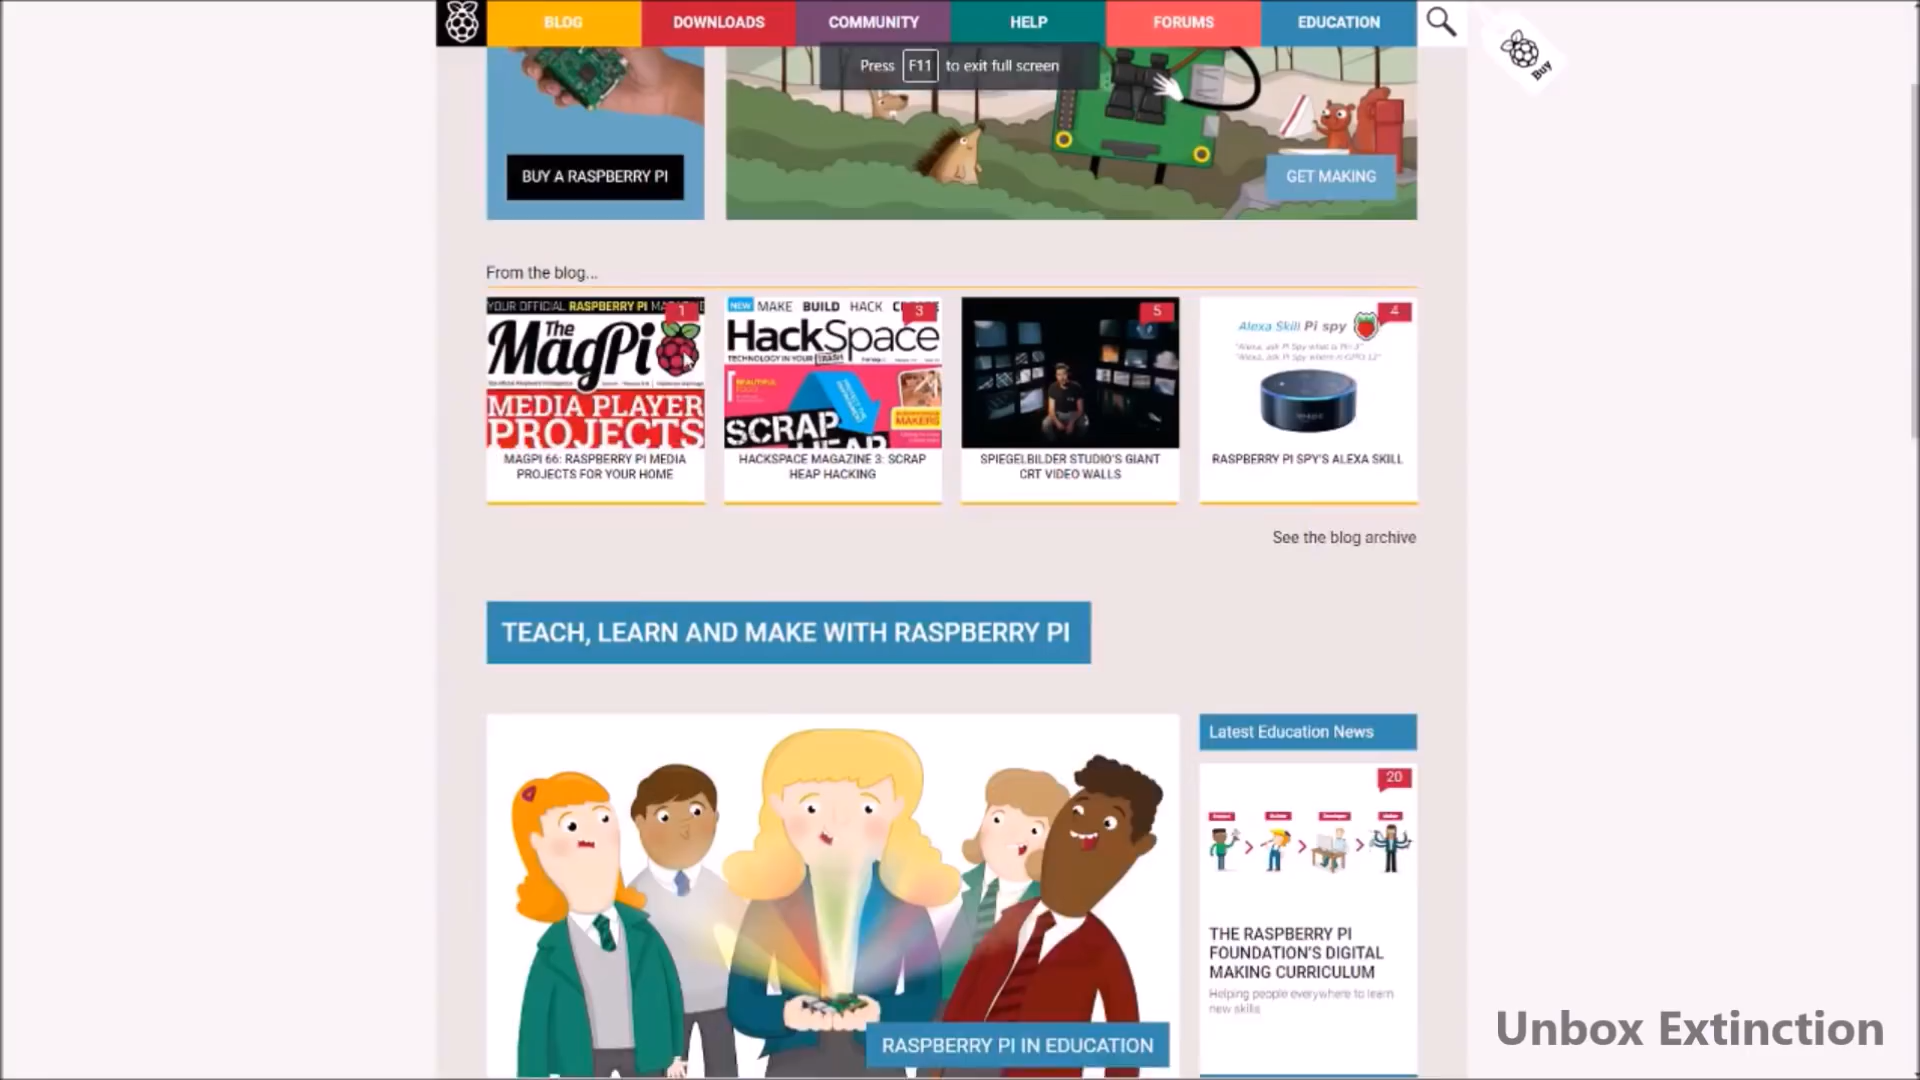 BLOG DOWNLOADS COMMUNITY HELP FORUMS EDUCATION
Buy
Press F11 to exit full screen
BUY A RASPBERRY PI
GET MAKING
From the blog...
YOUR OFFICIAL RASPBERRY PI
1
The
MagPi
MEDIA PLAYER
PROJECTS
MAGPI 66: RASPBERRY PI MEDIA
PROJECTS FOR YOUR HOME
NEW MAKE BUILD HACK
3
HackSpace
TECHNOLOGY IN YOUR
BEAUTIFUL
MAKERS
SCRAP
HEAP
HACKSPACE MAGAZINE 3: SCRAP
HEAP HACKING
5
SPIEGELBILDER STUDIO'S GIANT
CRT VIDEO WALLS
4
Alexa Skill Pi spy
RASPBERRY PI SPY'S ALEXA SKILL
See the blog archive
TEACH, LEARN AND MAKE WITH RASPBERRY PI
RASPBERRY PI IN EDUCATION
Latest Education News
20
THE RASPBERRY PI
FOUNDATION'S DIGITAL
MAKING CURRICULUM
Helping people everywhere to learn
new skills
Unbox Extinction